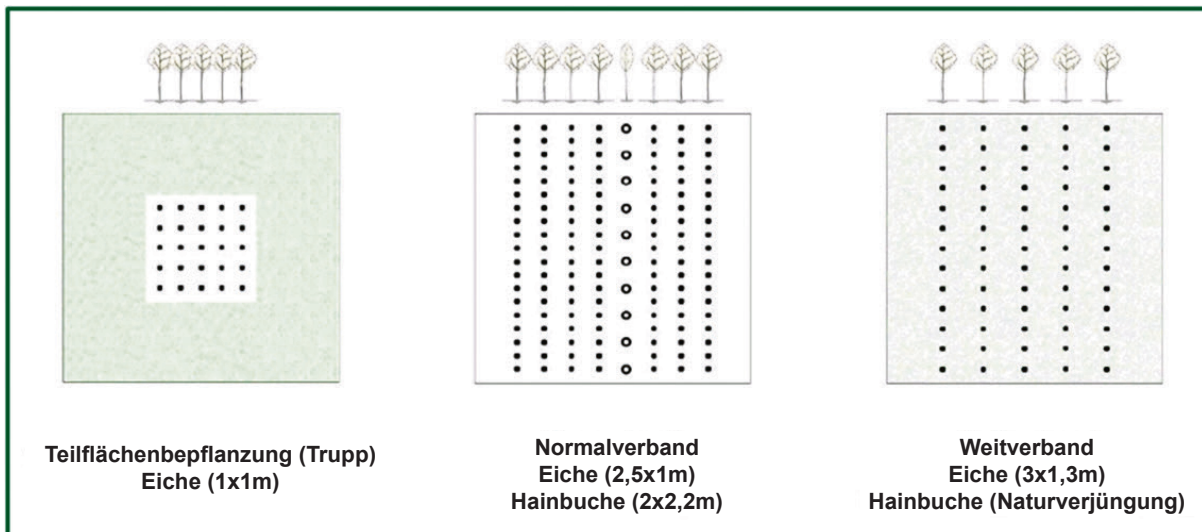 Teilflächenbepflanzung (Trupp)
Eiche (1x1m)
Normalverband
Eiche (2,5x1m)
Hainbuche (2x2,2m)
Weitverband
Eiche (3x1,3m)
Hainbuche (Naturverjüngung)